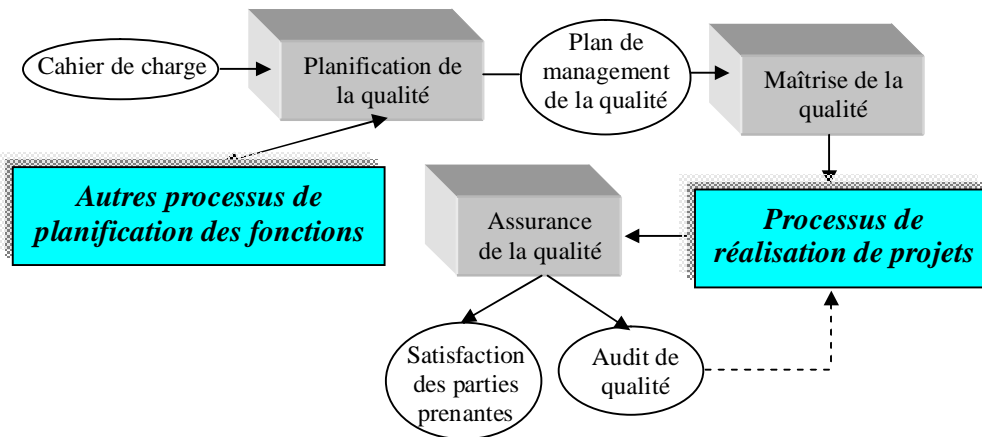 Cahier de charge
Planification de
la qualité
Plan de
management
de la qualité
Maîtrise de la
qualité
Autres processus de
planification des fonctions
Assurance
de la qualité
Processus de
réalisation de projets
Satisfaction
des parties
prenantes
Audit de
qualité